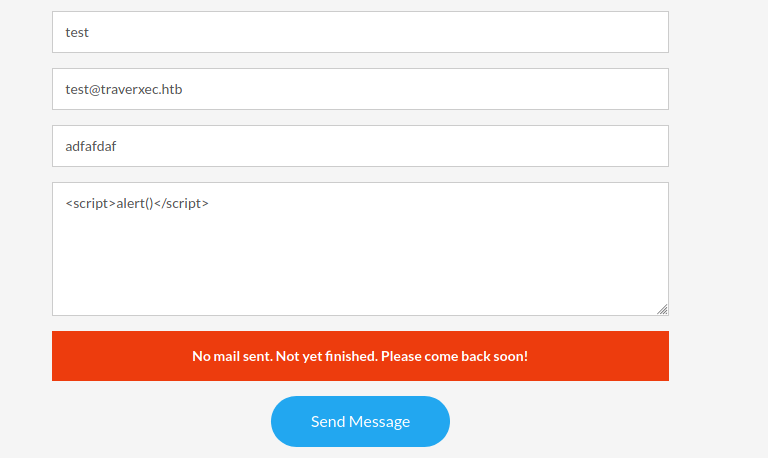 test
test@traverxec.htb
adfafdaf
<script>alert()</script>
No mail sent. Not yet finished. Please come back soon!
Send Message